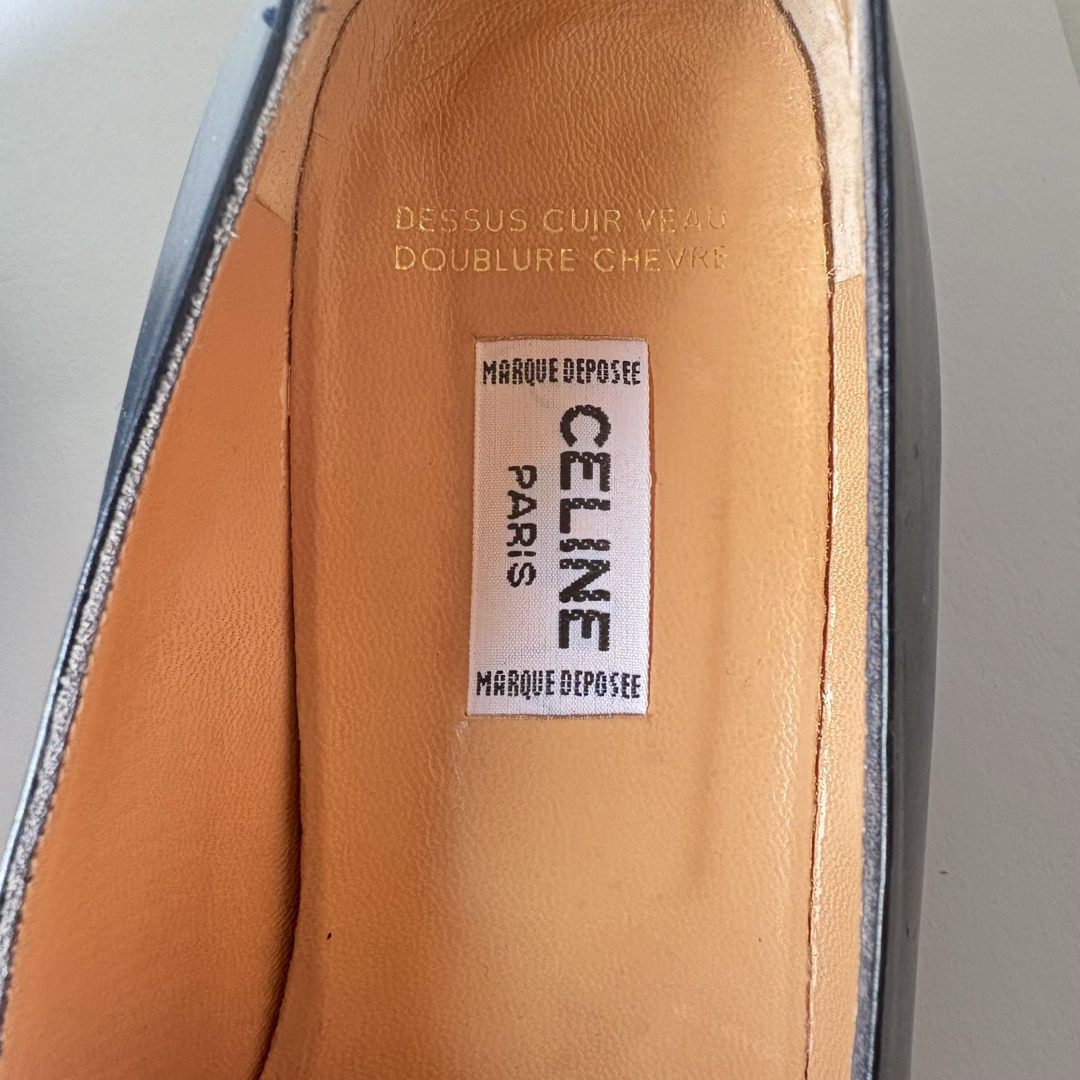 DESSUS CUIR VEAU
DOUBLURE CHEVRE
MARQUE DEPOSEE
CELINE
PARIS
MARQUE DEPOSEE